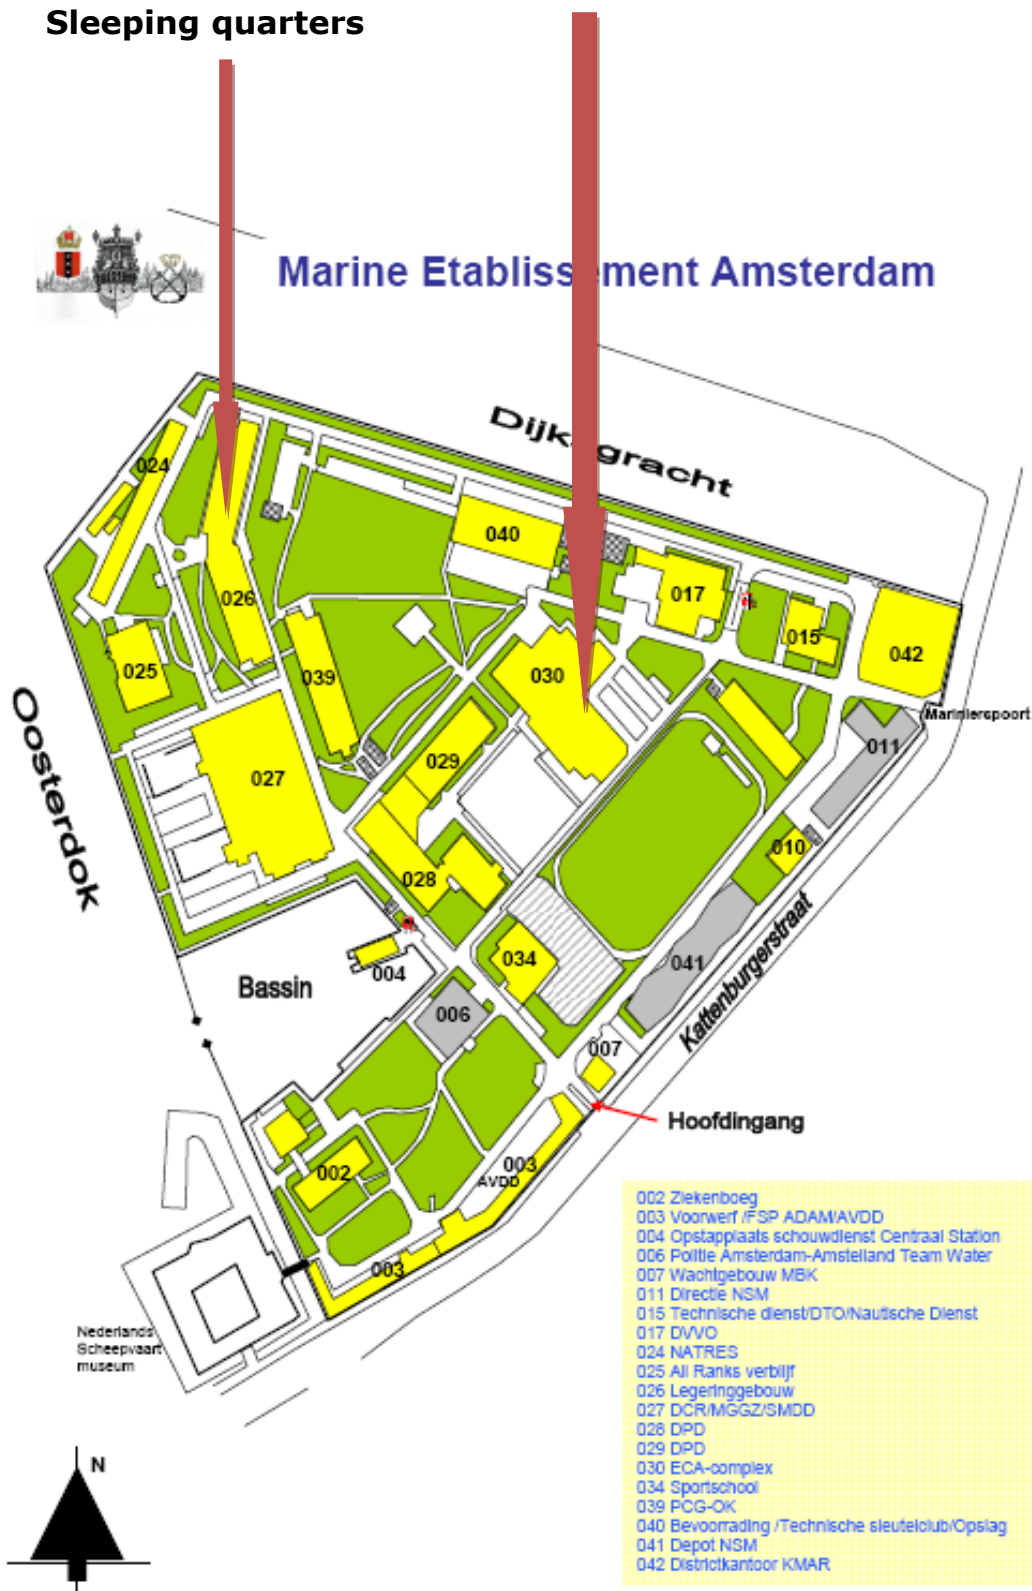 Sleeping quarters
Marine Etablissement Amsterdam
Dijksgracht
024
040
017
026
015
042
025
039
030
Marinierspoort
011
Oosterdok
027
029
010
028
Kattenburgerstraat
034
041
004
Bassin
006
007
Hoofdingang
002
003
AVDD
003
Nederlands
Scheepvaart
museum
N
002 Ziekenboeg
003 Voorwerf /FSP ADAM/AVDD
004 Opstapplaats schouwdienst Centraal Station
006 Politie Amsterdam-Amstelland Team Water
007 Wachtgebouw MBK
011 Directie NSM
015 Technische dienst/DTO/Nautische Dienst
017 DVVO
024 NATRES
025 All Ranks verblijf
026 Legeringgebouw
027 DCR/MGGZ/SMDD
028 DPD
029 DPD
030 ECA-complex
034 Sportschool
039 PCG-OK
040 Bevoorrading /Technische sleutelclub/Opslag
041 Depot NSM
042 Districtkantoor KMAR